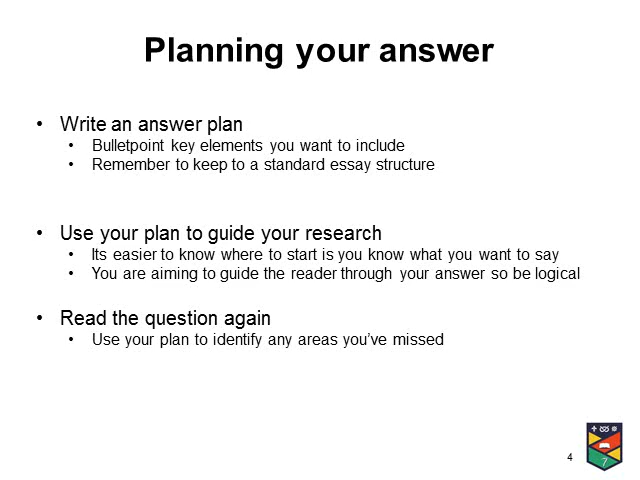 Planning your answer
• Write an answer plan
• Bulletpoint key elements you want to include
• Remember to keep to a standard essay structure
• Use your plan to guide your research
• Its easier to know where to start is you know what you want to say
• You are aiming to guide the reader through your answer so be logical
• Read the question again
• Use your plan to identify any areas you've missed
4